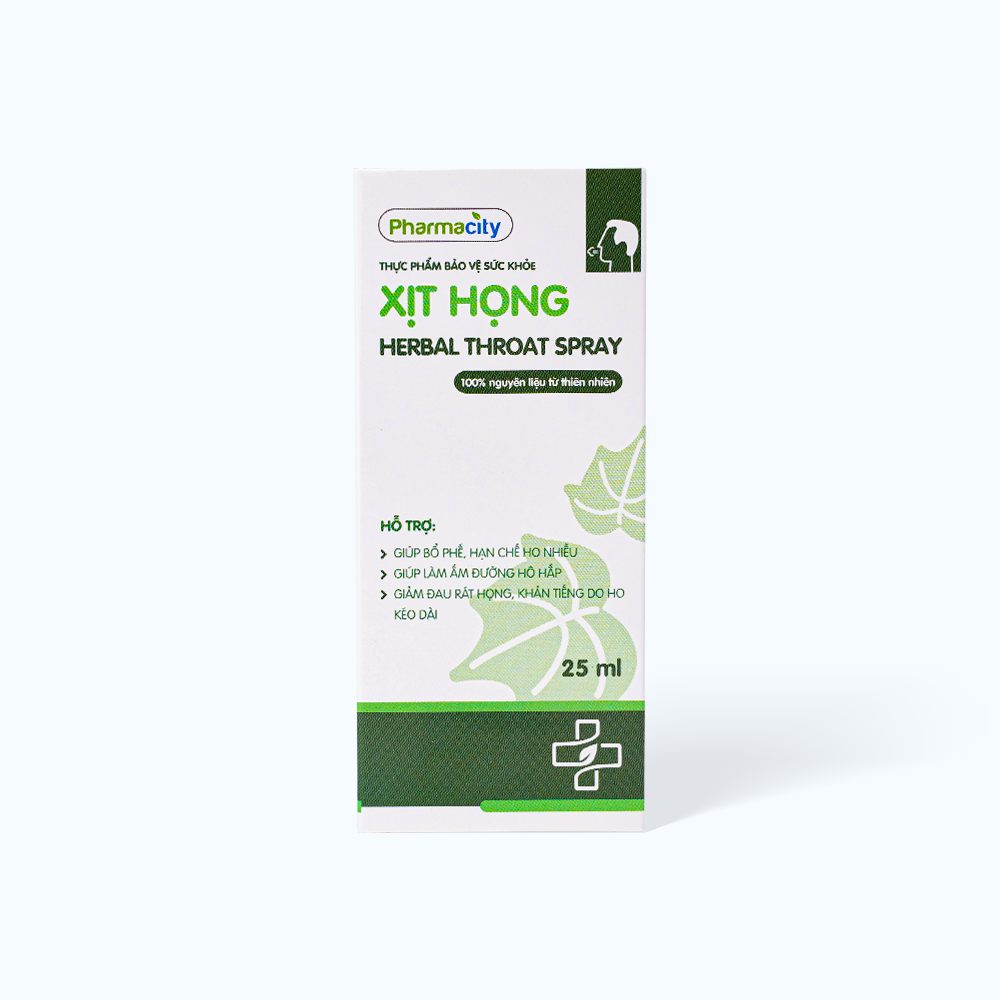 Pharmacity
THỰC PHẨM BẢO VỆ SỨC KHỎE
XỊT HỌNG
HERBAL THROAT SPRAY
100% nguyên liệu từ thiên nhiên
HỖ TRỢ:
GIÚP BỔ PHẾ, HẠN CHẾ HO NHIỀU
GIÚP LÀM ẤM ĐƯỜNG HÔ HẤP
GIẢM ĐAU RÁT HỌNG, KHẢN TIẾNG DO HO
KÉO DÀI
25 ml